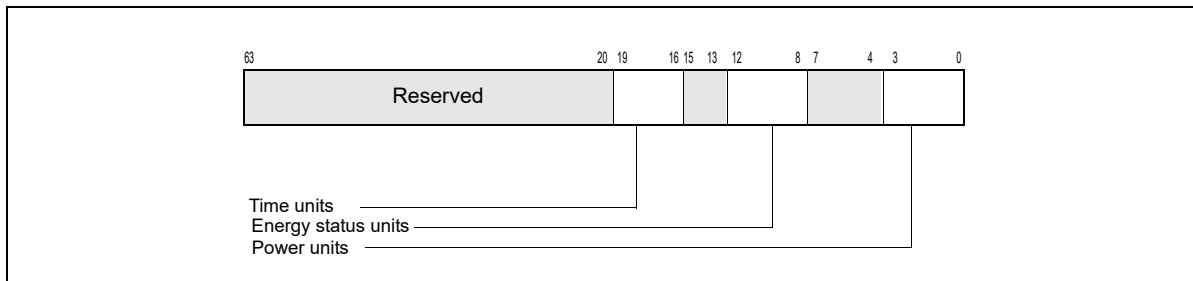 63 20 19 16 15 13 12 8 7 4 3 0
Reserved
Time units
Energy status units
Power units